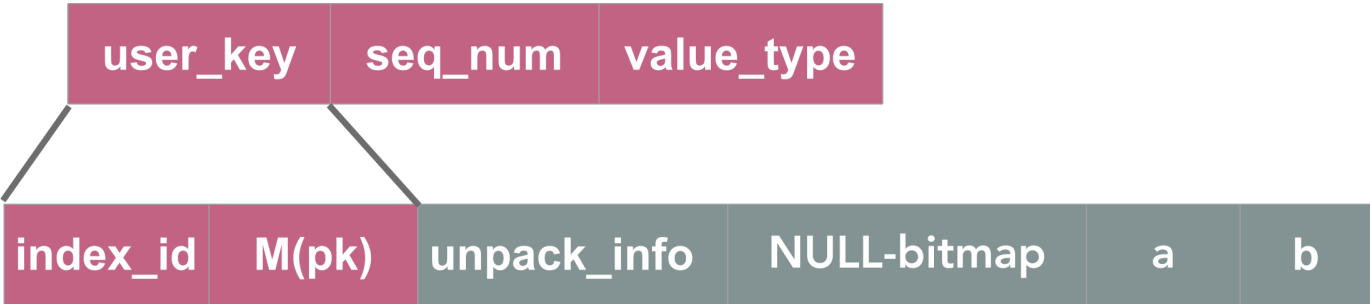 user_key seq_num value_type
index_id M(pk) unpack_info NULL-bitmap a b